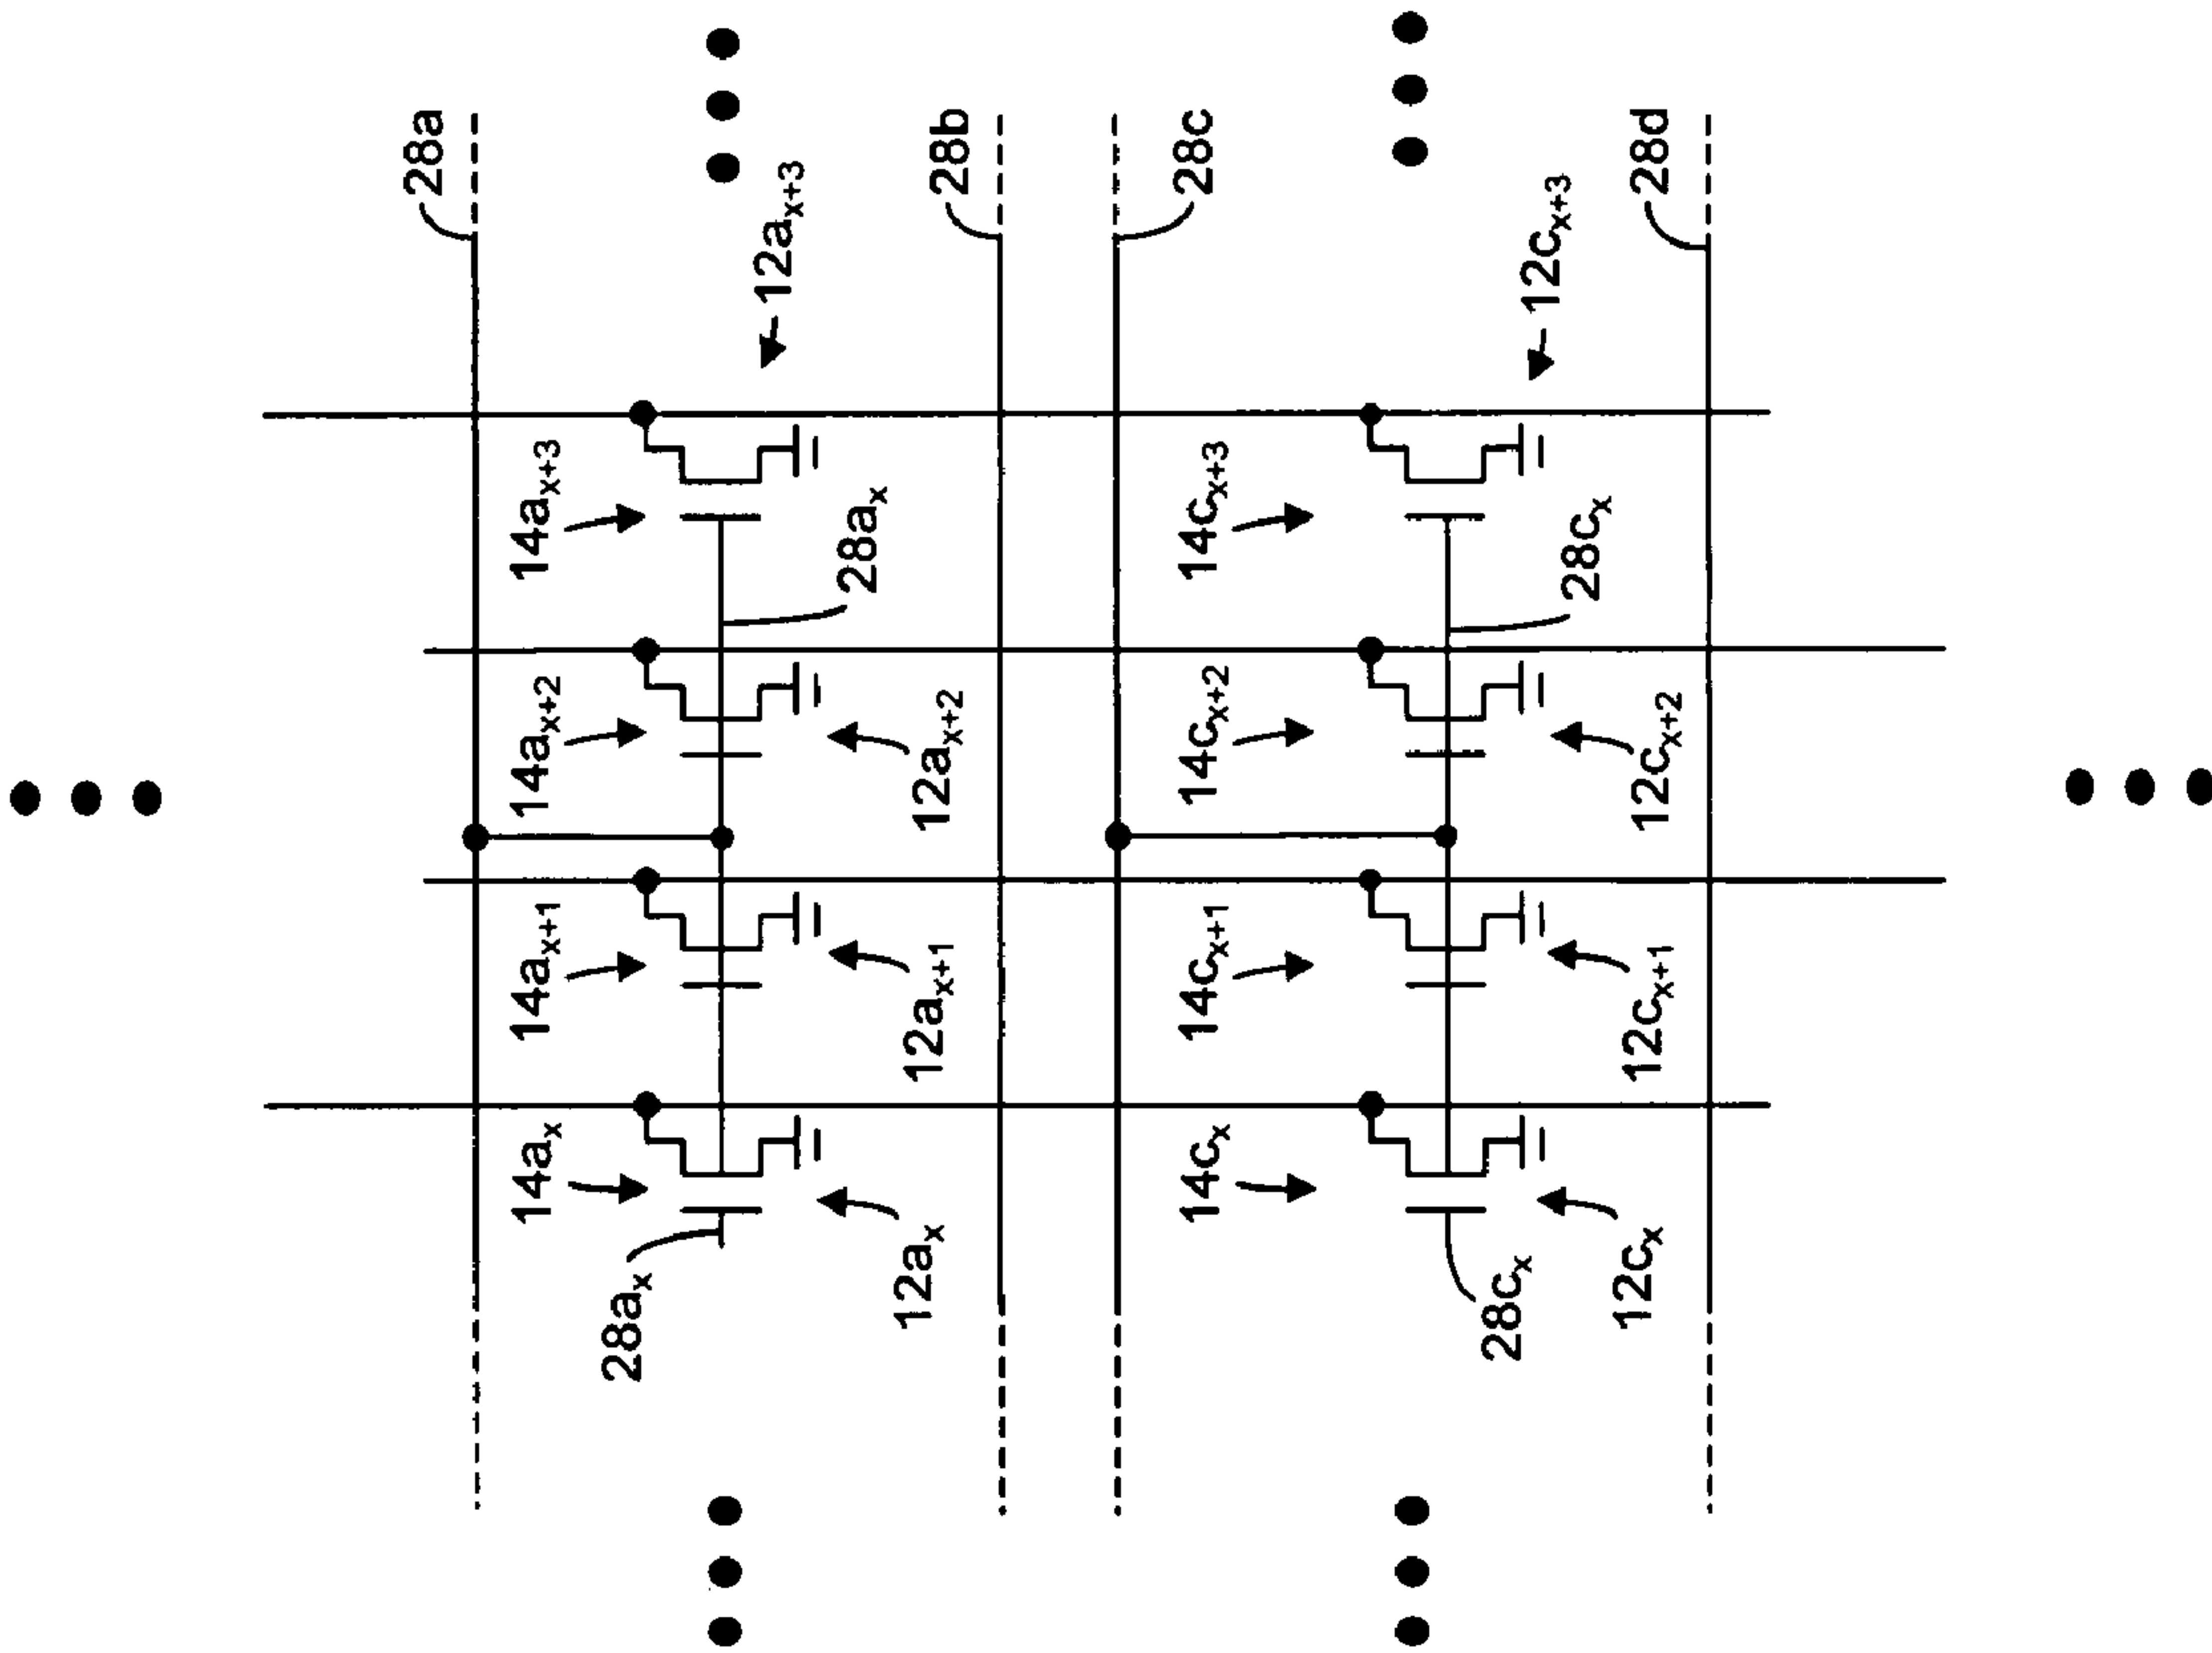 28a
14aₓ
14aₓ₊₁
14aₓ₊₂
14aₓ₊₃
28aₓ
12aₓ₊₃
28aₓ
12aₓ
12aₓ₊₁
12aₓ₊₂
28b
28c
14cₓ
14cₓ₊₁
14cₓ₊₂
14cₓ₊₃
28cₓ
12cₓ₊₃
28cₓ
12cₓ
12cₓ₊₁
12cₓ₊₂
28d